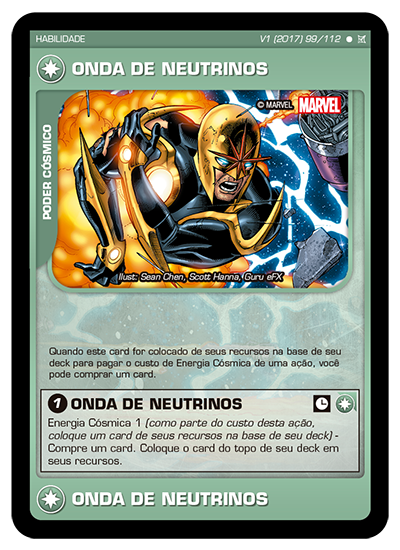 HABILIDADE
V1 (2017) 99/112
ONDA DE NEUTRINOS
© MARVEL MARVEL
PODER CÓSMICO
Ilust: Sean Chen, Scott Hanna, Guru eFX
Quando este card for colocado de seus recursos na base de seu
deck para pagar o custo de Energia Cósmica de uma ação, você
pode comprar um card.
1 ONDA DE NEUTRINOS
Energia Cósmica 1 (como parte do custo desta ação,
coloque um card de seus recursos na base de seu deck) -
Compre um card. Coloque o card do topo de seu deck em
seus recursos.
ONDA DE NEUTRINOS